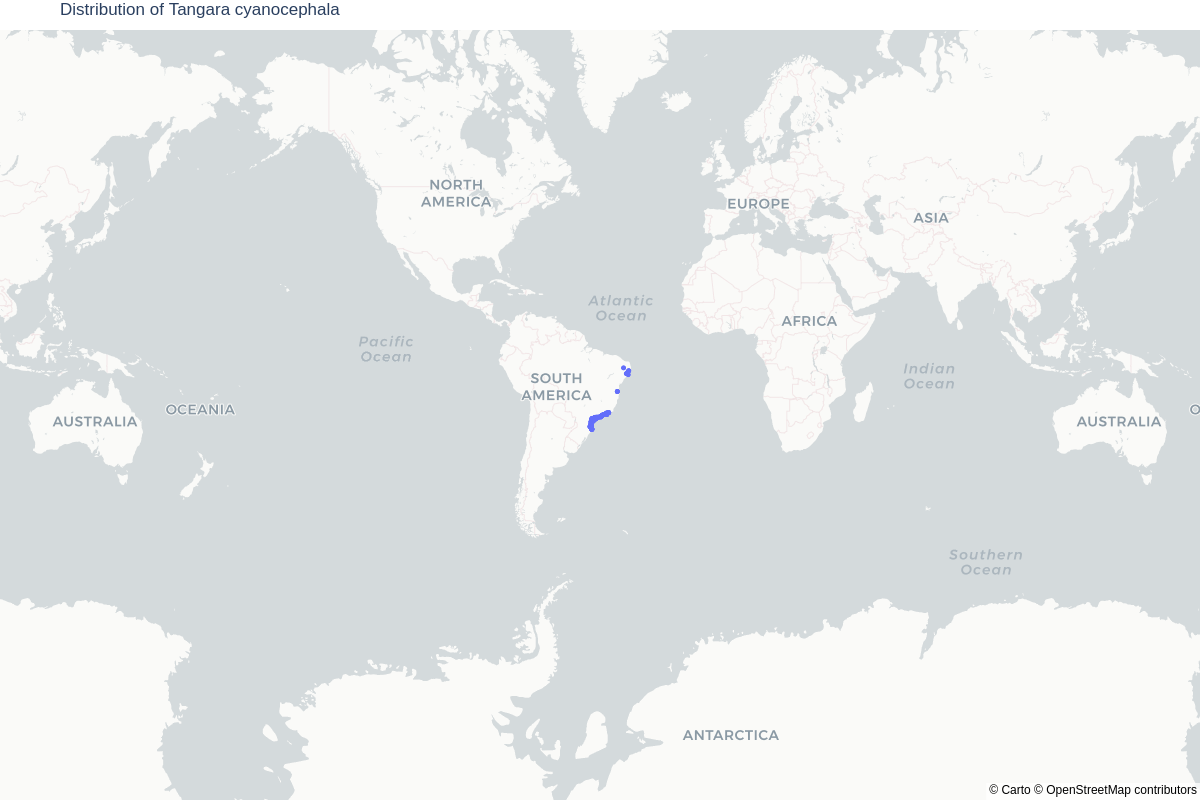 Distribution of Tangara cyanocephala
NORTH
AMERICA
EUROPE
ASIA
Atlantic
Ocean
AFRICA
Pacific
Ocean
Indian
Ocean
SOUTH
AMERICA
OCEANIA
O
AUSTRALIA
AUSTRALIA
Southern
Ocean
ANTARCTICA
© Carto © OpenStreetMap contributors